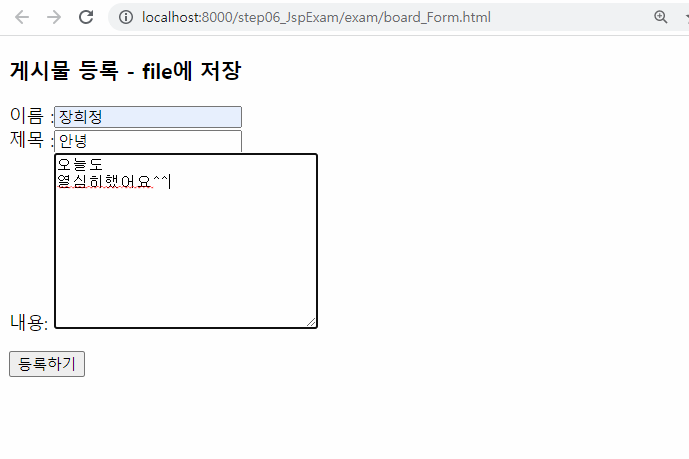 localhost:8000/step06_JspExam/exam/board_Form.html
게시물 등록 - file에 저장
이름 :장희정
제목 :안녕
오늘도
열심히했어요^^
내용:
등록하기